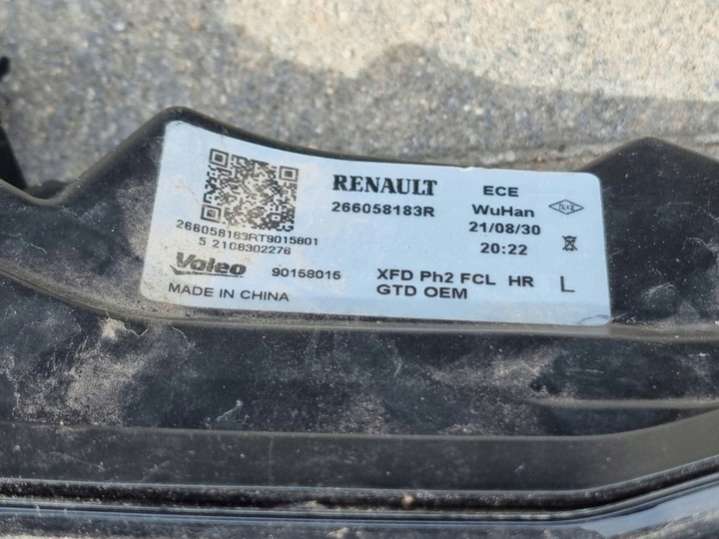 RENAULT
266058183R
ECE
WuHan
21/08/30
20:22
266058183RT9015801
5 2108302276
Valeo
90158015
XFD Ph2 FCL HR L
GTD OEM
MADE IN CHINA